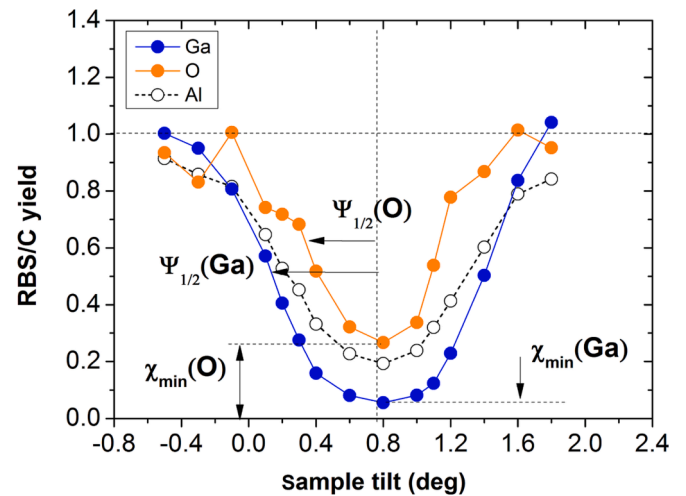 1.4
1.2
1.0
0.8
0.6
0.4
0.2
0.0
RBS/C yield
Ga
O
Al
Ψ1/2(O)
Ψ1/2(Ga)
χmin(O)
χmin(Ga)
-0.8 -0.4 0.0 0.4 0.8 1.2 1.6 2.0 2.4
Sample tilt (deg)